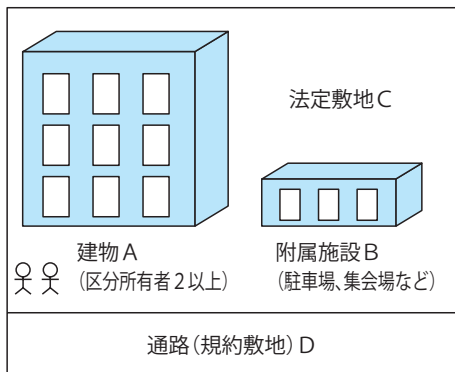 法定敷地C
建物A
(区分所有者2以上)
附属施設B
(駐車場、集会場など)
通路(規約敷地)D